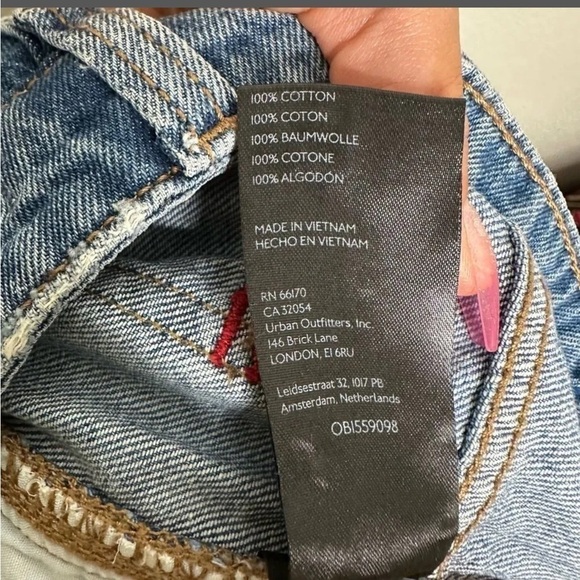 100% COTTON
100% COTON
100% BAUMWOLLE
100% COTONE
100% ALGODÓN
MADE IN VIETNAM
HECHO EN VIETNAM
RN 66170
CA 32054
Urban Outfitters, Inc.
146 Brick Lane
LONDON, E1 6RU
Leidsestraat 32, 1017 PB
Amsterdam, Netherlands
OB1559098